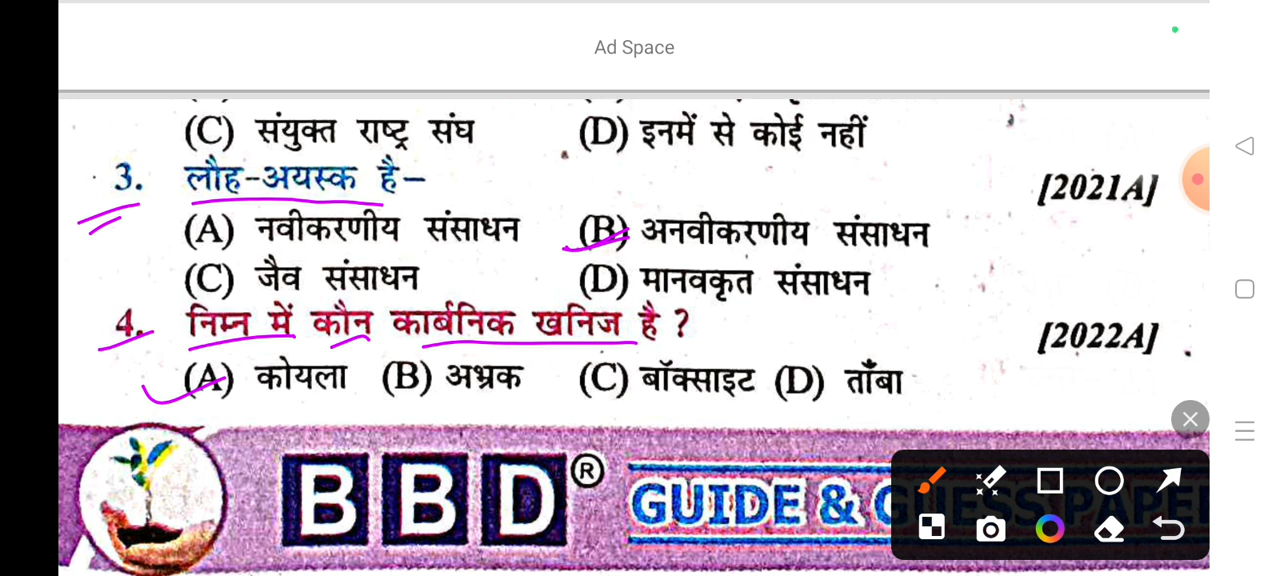 Ad Space
(C) संयुक्त राष्ट्र संघ (D) इनमें से कोई नहीं
3. लौह-अयस्क है– [2021A]
(A) नवीकरणीय संसाधन (B) अनवीकरणीय संसाधन
(C) जैव संसाधन (D) मानवकृत संसाधन
4. निम्न में कौन कार्बनिक खनिज है ? [2022A]
(A) कोयला (B) अभ्रक (C) बॉक्साइट (D) ताँबा
BBD® GUIDE &